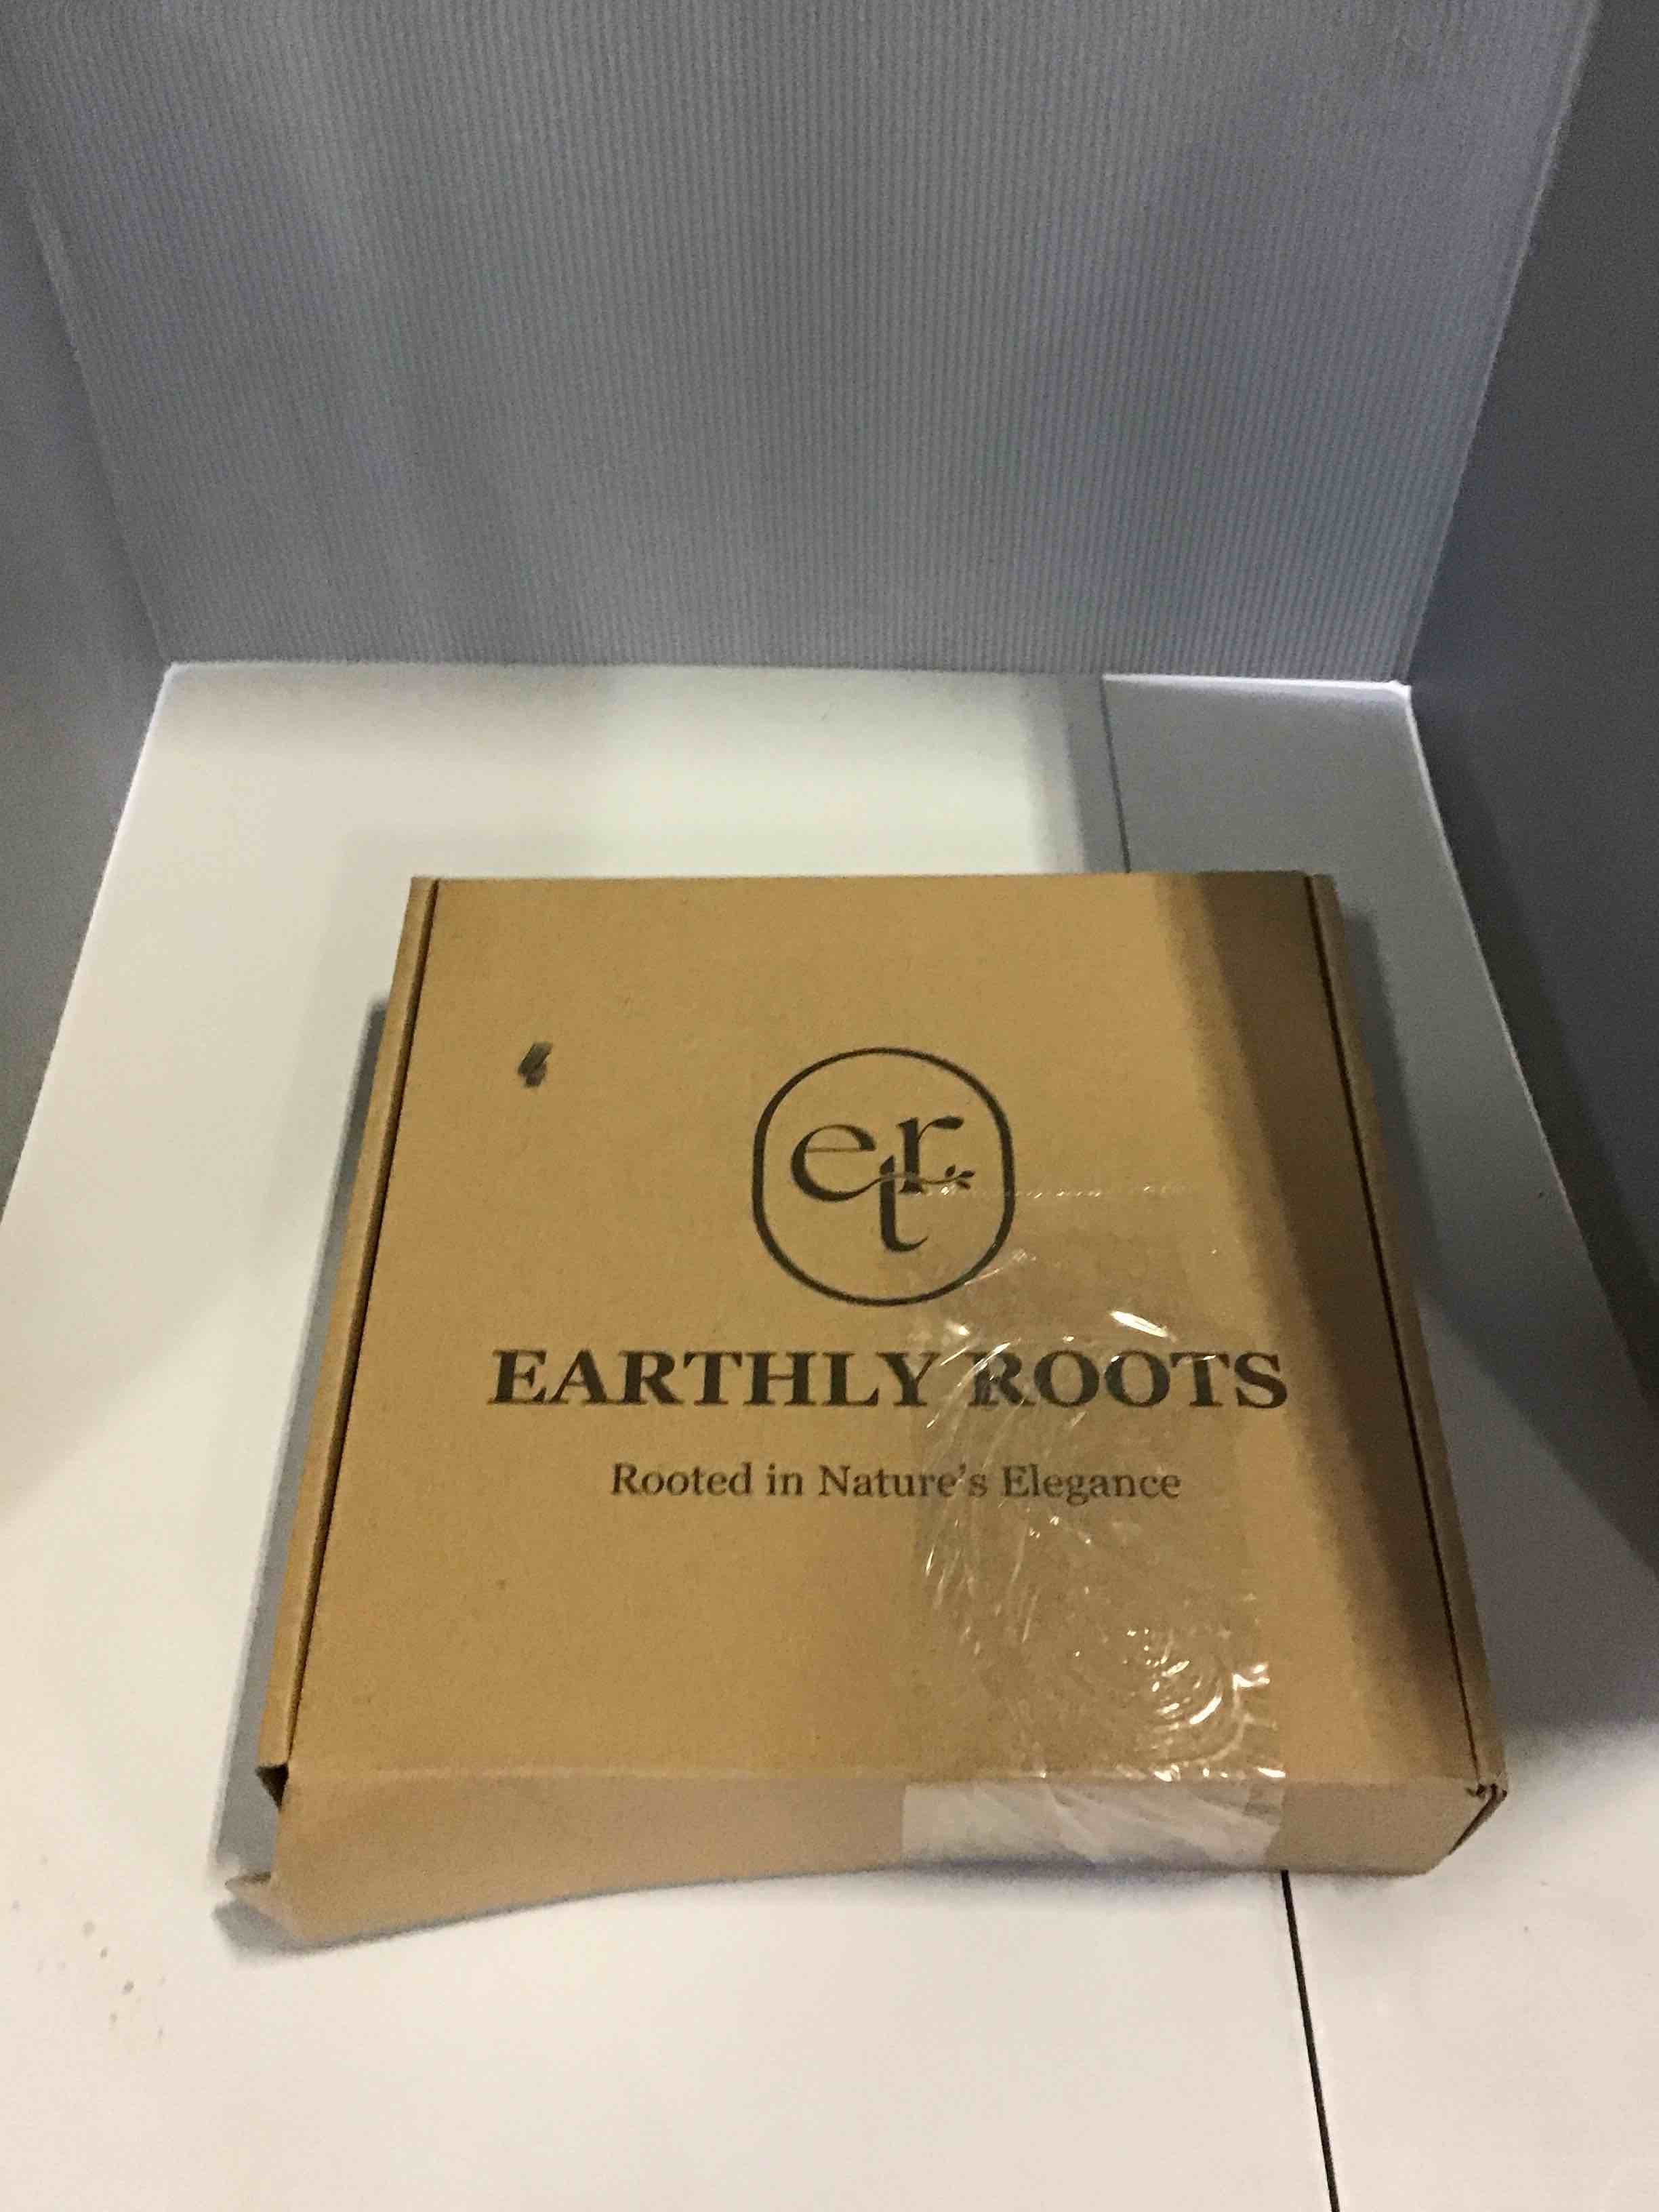 ert
EARTHLY ROOTS
Rooted in Nature's Elegance